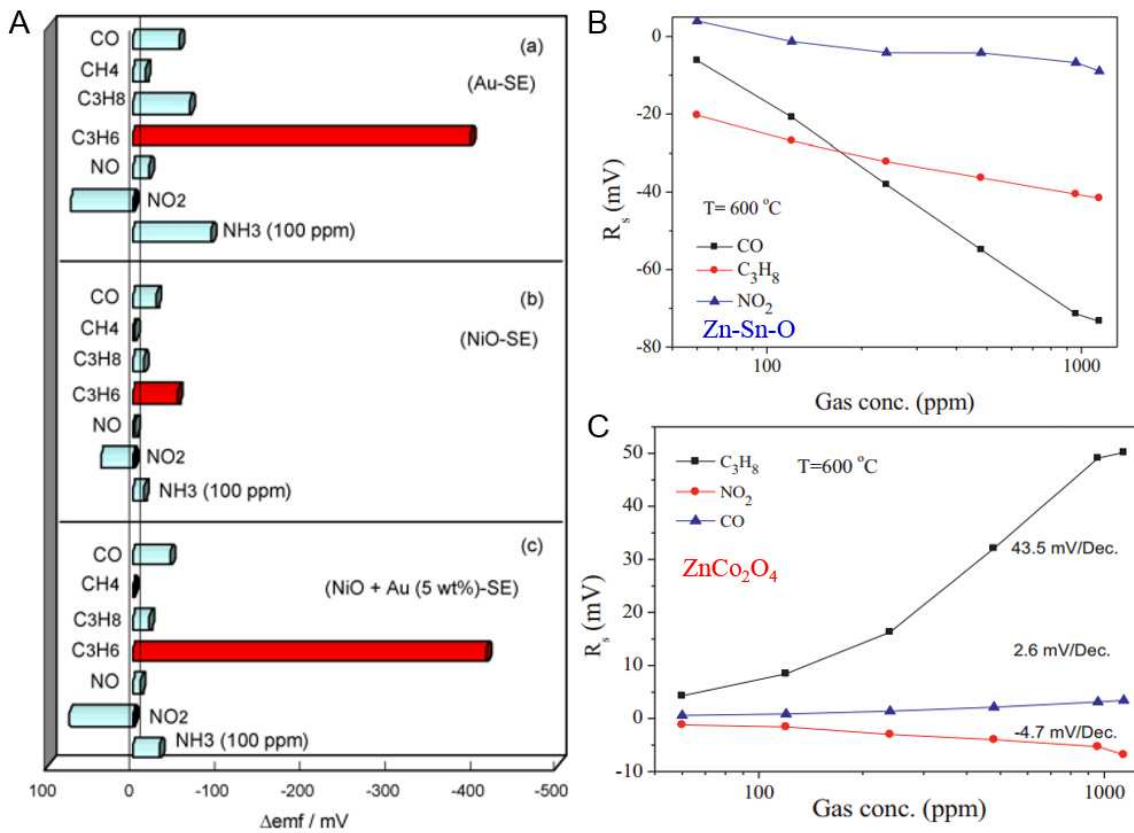 A
(a)
(Au-SE)
CO
CH4
C3H8
C3H6
NO
NO2
NH3 (100 ppm)
(b)
(NiO-SE)
CO
CH4
C3H8
C3H6
NO
NO2
NH3 (100 ppm)
(c)
(NiO + Au (5 wt%)-SE)
CO
CH4
C3H8
C3H6
NO
NO2
NH3 (100 ppm)
100 0 -100 -200 -300 -400 -500
Δemf / mV
B
0
-20
-40
-60
-80
Rs (mV)
T= 600 °C
CO
C3H8
NO2
Zn-Sn-O
100 1000
Gas conc. (ppm)
C
50
40
30
20
10
0
-10
Rs (mV)
C3H8
NO2
CO
T=600 °C
ZnCo2O4
43.5 mV/Dec.
2.6 mV/Dec.
-4.7 mV/Dec.
100 1000
Gas conc. (ppm)